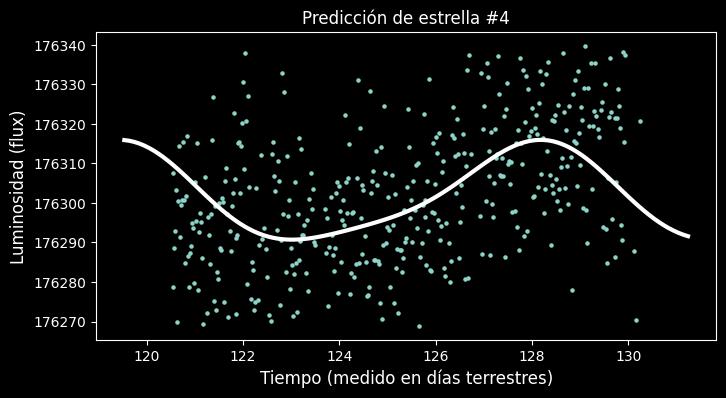 Predicción de estrella #4
176340
176330
176320
176310
176300
176290
176280
176270
Luminosidad (flux)
120 122 124 126 128 130
Tiempo (medido en días terrestres)